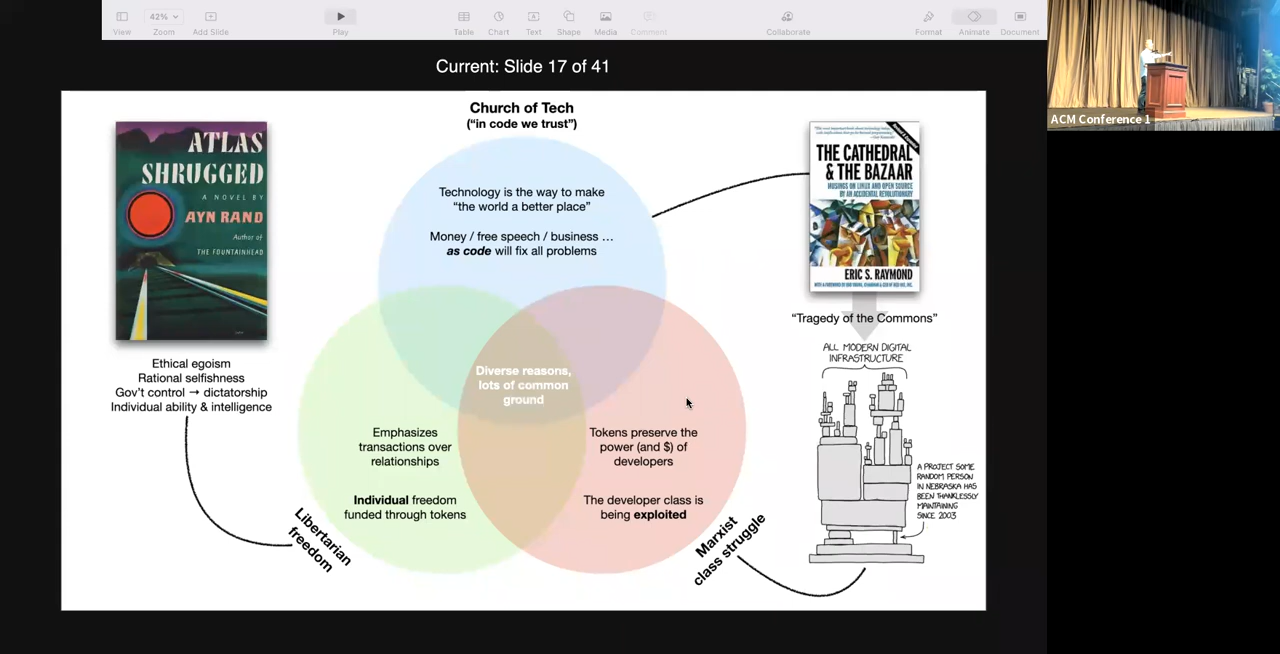 View
42%
Zoom
Add Slide
Play
Table
Chart
Text
Shape
Media
Comment
Collaborate
Format
Animate
Document
ACM Conference 1
Current: Slide 17 of 41
Church of Tech
(“in code we trust”)
Technology is the way to make
“the world a better place”
Money / free speech / business ...
as code will fix all problems
ATLAS
SHRUGGED
A NOVEL BY
AYN RAND
Author of
THE FOUNTAINHEAD
Ethical egoism
Rational selfishness
Gov’t control → dictatorship
Individual ability & intelligence
Libertarian
freedom
Emphasizes
transactions over
relationships
Individual freedom
funded through tokens
Diverse reasons,
lots of common
ground
Tokens preserve the
power (and $) of
developers
The developer class is
being exploited
Marxist
class struggle
THE CATHEDRAL
& THE BAZAAR
MUSINGS ON LINUX AND OPEN SOURCE
BY AN ACCIDENTAL REVOLUTIONARY
ERIC S. RAYMOND
“Tragedy of the Commons”
ALL MODERN DIGITAL
INFRASTRUCTURE
A PROJECT SOME
RANDOM PERSON
IN NEBRASKA HAS
BEEN THANKLESSLY
MAINTAINING
SINCE 2003